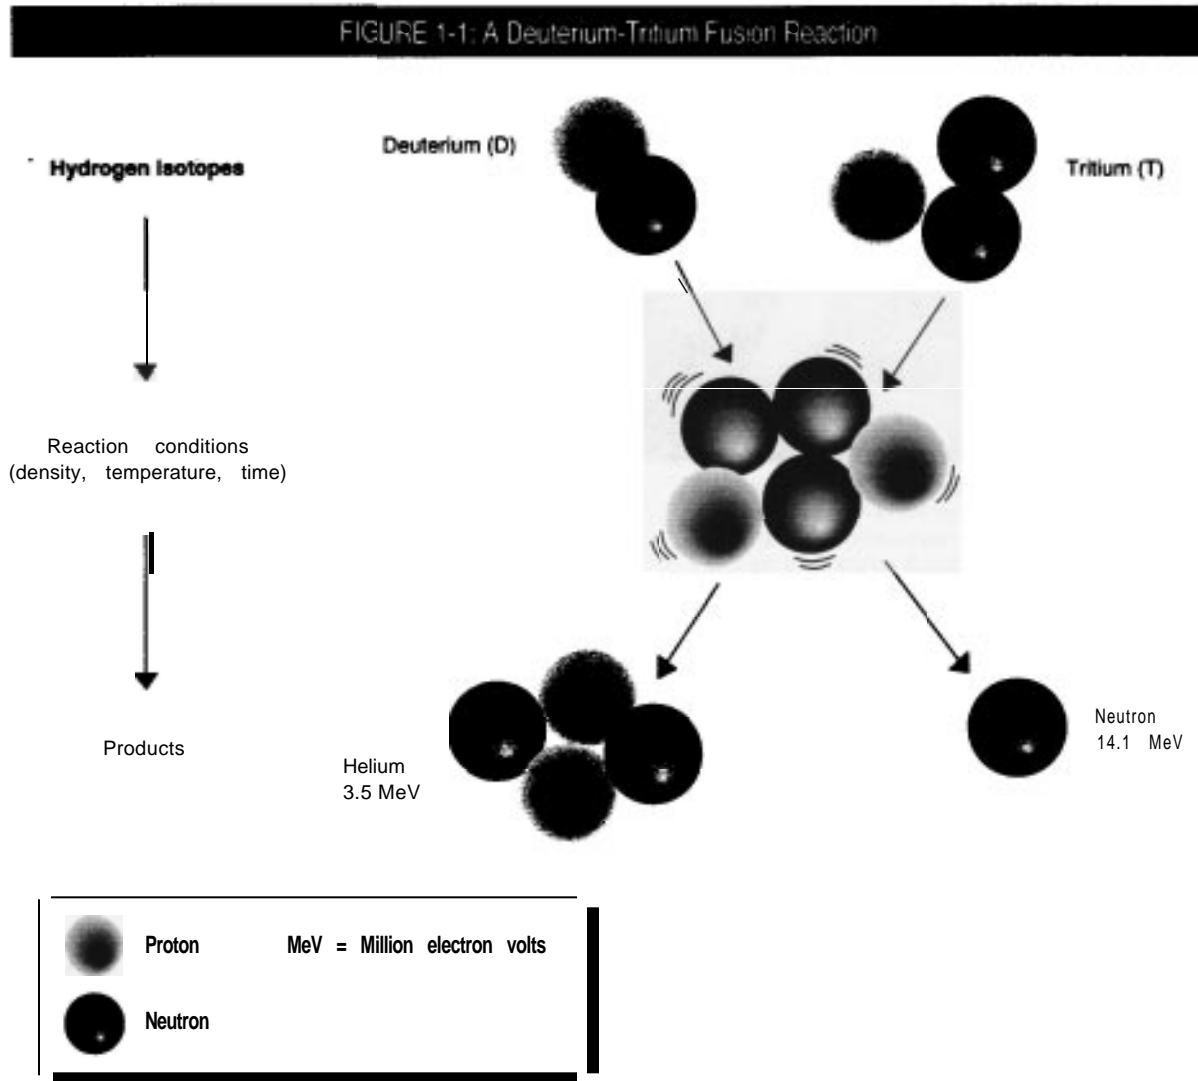 FIGURE 1-1: A Deuterium-Tritium Fusion Reaction
Hydrogen Isotopes
Deuterium (D)
Tritium (T)
Reaction conditions
(density, temperature, time)
Products
Helium
3.5 MeV
Neutron
14.1 MeV
Proton MeV = Million electron volts
Neutron